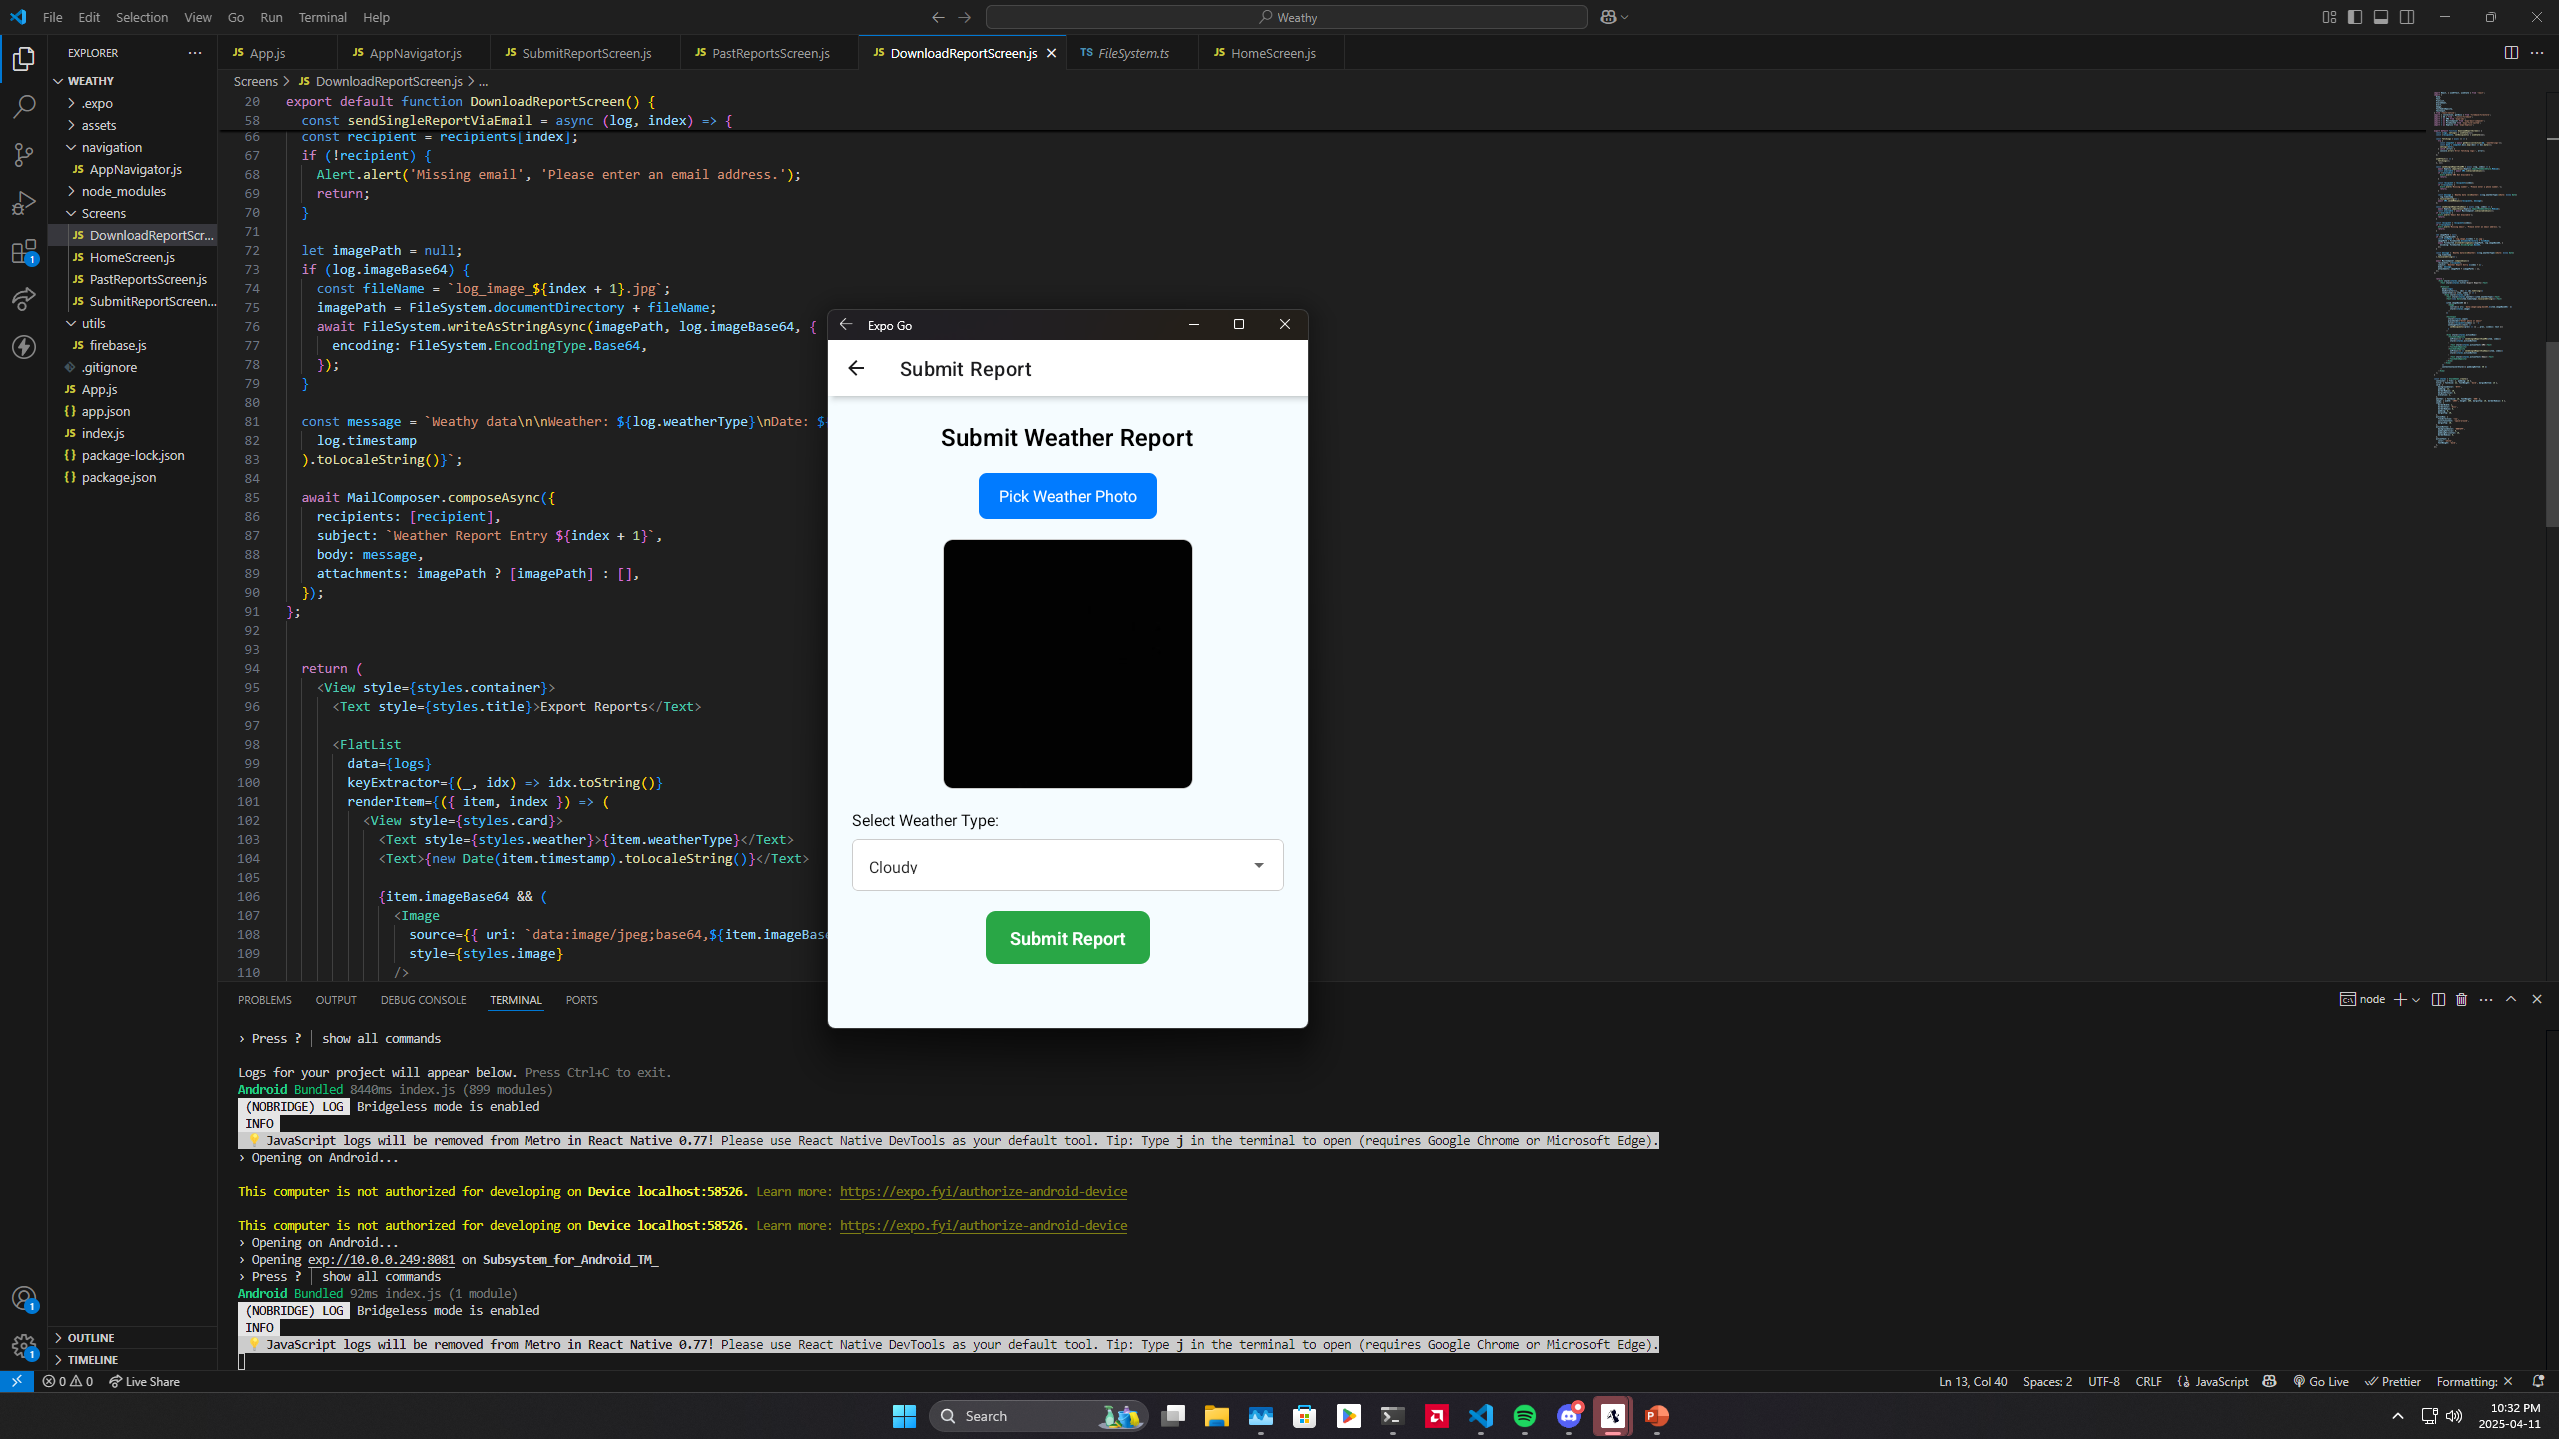 File Edit Selection View Go Run Terminal Help
Weathy
EXPLORER
WEATHY
.expo
assets
navigation
JS AppNavigator.js
node_modules
Screens
JS DownloadReportScr...
JS HomeScreen.js
JS PastReportsScreen.js
JS SubmitReportScreen...
utils
JS firebase.js
.gitignore
JS App.js
{} app.json
JS index.js
{} package-lock.json
{} package.json
OUTLINE
TIMELINE
JS App.js JS AppNavigator.js JS SubmitReportScreen.js JS PastReportsScreen.js JS DownloadReportScreen.js TS FileSystem.ts JS HomeScreen.js
Screens > JS DownloadReportScreen.js > ...
20 export default function DownloadReportScreen() {
58 const sendSingleReportViaEmail = async (log, index) => {
66 const recipient = recipients[index];
67 if (!recipient) {
68 Alert.alert('Missing email', 'Please enter an email address.');
69 return;
70 }
71
72 let imagePath = null;
73 if (log.imageBase64) {
74 const fileName = `log_image_${index + 1}.jpg`;
75 imagePath = FileSystem.documentDirectory + fileName;
76 await FileSystem.writeAsStringAsync(imagePath, log.imageBase64, {
77 encoding: FileSystem.EncodingType.Base64,
78 });
79 }
80
81 const message = `Weathy data\n\nWeather: ${log.weatherType}\nDate: $
82 log.timestamp
83 ).toLocaleString()}`;
84
85 await MailComposer.composeAsync({
86 recipients: [recipient],
87 subject: `Weather Report Entry ${index + 1}`,
88 body: message,
89 attachments: imagePath ? [imagePath] : [],
90 });
91 };
92
93
94 return (
95 <View style={styles.container}>
96 <Text style={styles.title}>Export Reports</Text>
97
98 <FlatList
99 data={logs}
100 keyExtractor={(_, idx) => idx.toString()}
101 renderItem={({ item, index }) => (
102 <View style={styles.card}>
103 <Text style={styles.weather}>{item.weatherType}</Text>
104 <Text>{new Date(item.timestamp).toLocaleString()}</Text>
105
106 {item.imageBase64 && (
107 <Image
108 source={{ uri: `data:image/jpeg;base64,${item.imageBas
109 style={styles.image}
110 />
Expo Go
Submit Report
Submit Weather Report
Pick Weather Photo
Select Weather Type:
Cloudy
Submit Report
PROBLEMS OUTPUT DEBUG CONSOLE TERMINAL PORTS
node
› Press ? │ show all commands
Logs for your project will appear below. Press Ctrl+C to exit.
Android Bundled 8440ms index.js (899 modules)
(NOBRIDGE) LOG Bridgeless mode is enabled
INFO
💡 JavaScript logs will be removed from Metro in React Native 0.77! Please use React Native DevTools as your default tool. Tip: Type j in the terminal to open (requires Google Chrome or Microsoft Edge).
› Opening on Android...
This computer is not authorized for developing on Device localhost:58526. Learn more: https://expo.fyi/authorize-android-device
This computer is not authorized for developing on Device localhost:58526. Learn more: https://expo.fyi/authorize-android-device
› Opening on Android...
› Opening exp://10.0.0.249:8081 on Subsystem_for_Android_TM_
› Press ? │ show all commands
Android Bundled 92ms index.js (1 module)
(NOBRIDGE) LOG Bridgeless mode is enabled
INFO
💡 JavaScript logs will be removed from Metro in React Native 0.77! Please use React Native DevTools as your default tool. Tip: Type j in the terminal to open (requires Google Chrome or Microsoft Edge).
0 0 Live Share
Ln 13, Col 40 Spaces: 2 UTF-8 CRLF {} JavaScript Go Live Prettier Formatting: ×
Search
10:32 PM
2025-04-11